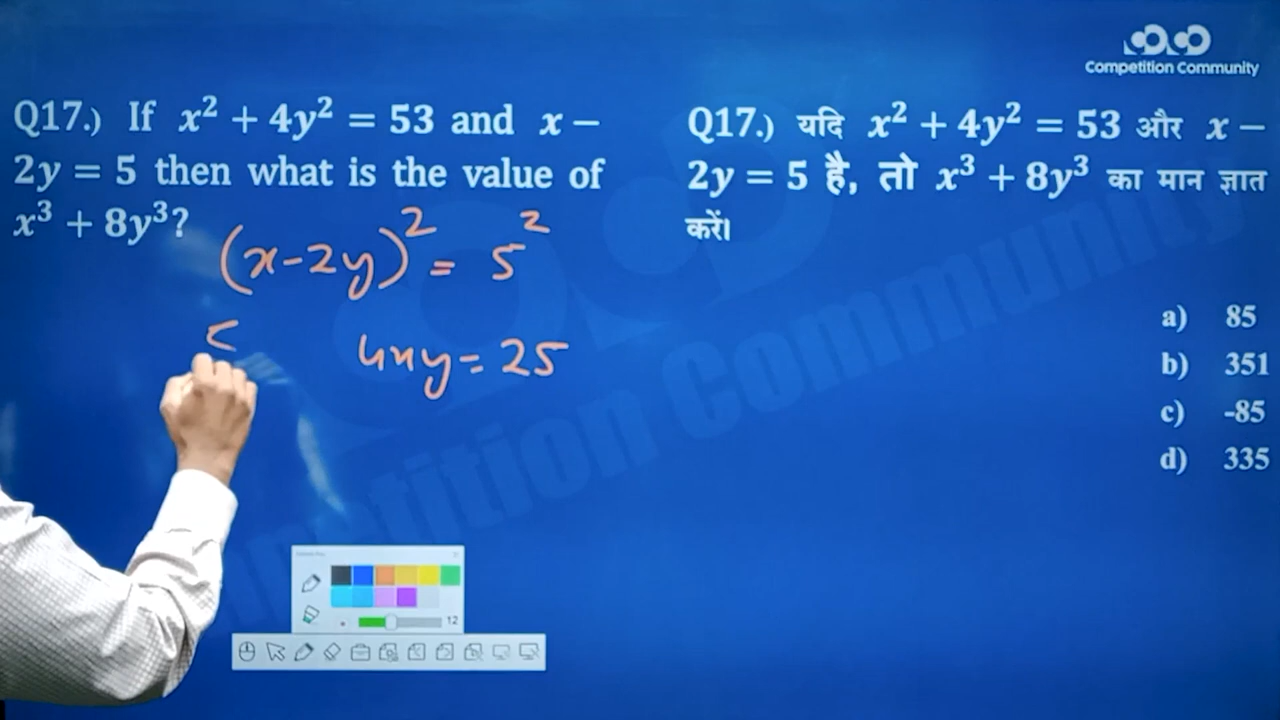 Competition Community
Q17.) If x² + 4y² = 53 and x −
2y = 5 then what is the value of
x³ + 8y³?
(x-2y)² = 5²
5
4xy = 25
Q17.) यदि x² + 4y² = 53 और x −
2y = 5 है, तो x³ + 8y³ का मान ज्ञात
करें।
a) 85
b) 351
c) -85
d) 335
12